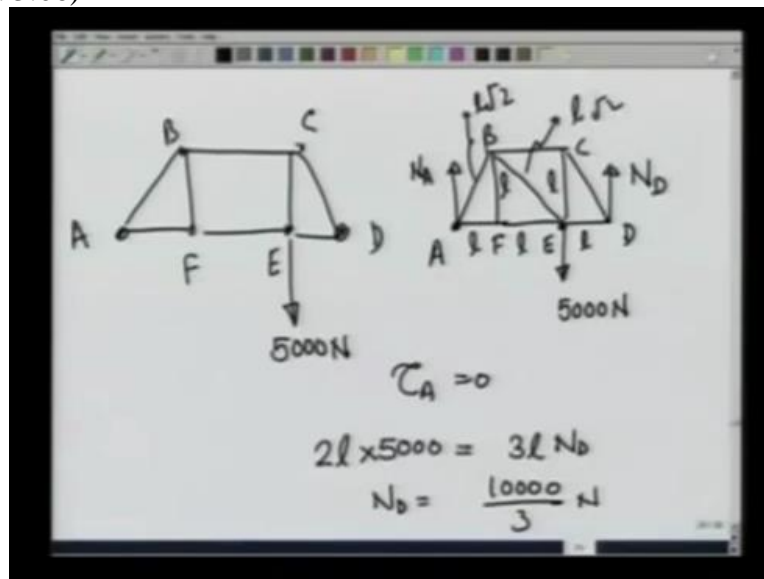 B C
A F E D
5000N
l√2 l√2
B C
N_A l l N_D
A l F l E l D
5000N
τ_A = 0
2l × 5000 = 3l N_D
N_D = 10000/3 N